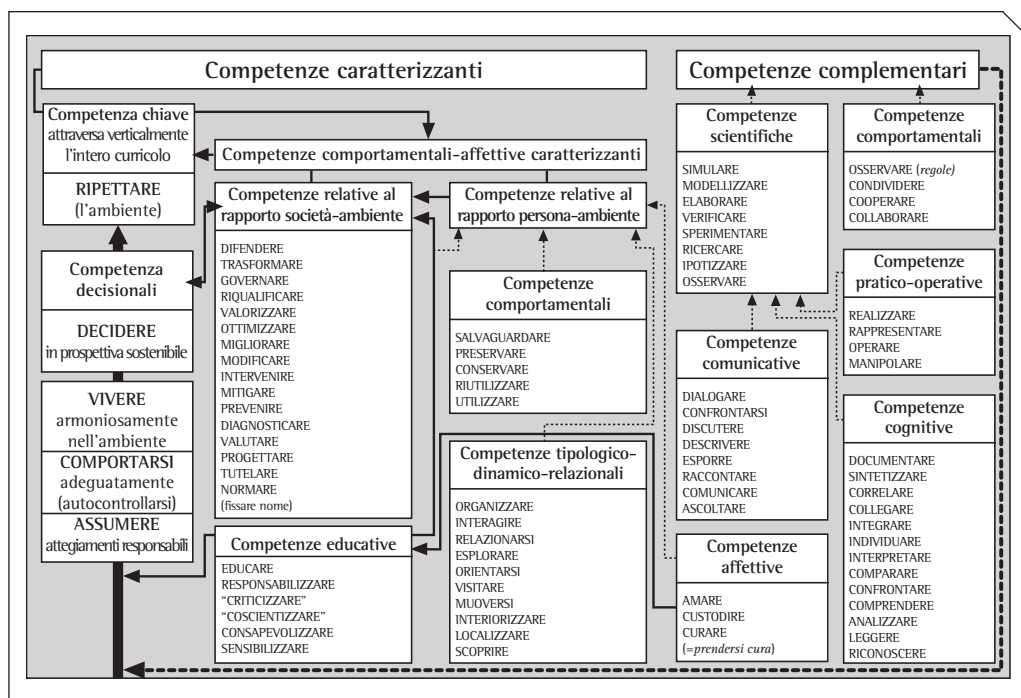 Competenze caratterizzanti
Competenza chiave
attraversa verticalmente
l'intero curricolo
RIPETTARE
(l'ambiente)
Competenza
decisionali
DECIDERE
in prospettiva sostenibile
VIVERE
armoniosamente
nell'ambiente
COMPORTARSI
adeguatamente
(autocontrollarsi)
ASSUMERE
attegiamenti responsabili
Competenze comportamentali-affettive caratterizzanti
Competenze relative al
rapporto società-ambiente
DIFENDERE
TRASFORMARE
GOVERNARE
RIQUALIFICARE
VALORIZZARE
OTTIMIZZARE
MIGLIORARE
MODIFICARE
INTERVENIRE
MITIGARE
PREVENIRE
DIAGNOSTICARE
VALUTARE
PROGETTARE
TUTELARE
NORMARE
(fissare nome)
Competenze educative
EDUCARE
RESPONSABILIZZARE
"CRITICIZZARE"
"COSCIENTIZZARE"
CONSAPEVOLIZZARE
SENSIBILIZZARE
Competenze relative al
rapporto persona-ambiente
Competenze
comportamentali
SALVAGUARDARE
PRESERVARE
CONSERVARE
RIUTILIZZARE
UTILIZZARE
Competenze tipologico-
dinamico-relazionali
ORGANIZZARE
INTERAGIRE
RELAZIONARSI
ESPLORARE
ORIENTARSI
VISITARE
MUOVERSI
INTERIORIZZARE
LOCALIZZARE
SCOPRIRE
Competenze complementari
Competenze
scientifiche
SIMULARE
MODELLIZZARE
ELABORARE
VERIFICARE
SPERIMENTARE
RICERCARE
IPOTIZZARE
OSSERVARE
Competenze
comunicative
DIALOGARE
CONFRONTARSI
DISCUTERE
DESCRIVERE
ESPORRE
RACCONTARE
COMUNICARE
ASCOLTARE
Competenze
affettive
AMARE
CUSTODIRE
CURARE
(=prendersi cura)
Competenze
comportamentali
OSSERVARE (regole)
CONDIVIDERE
COOPERARE
COLLABORARE
Competenze
pratico-operative
REALIZZARE
RAPPRESENTARE
OPERARE
MANIPOLARE
Competenze
cognitive
DOCUMENTARE
SINTETIZZARE
CORRELARE
COLLEGARE
INTEGRARE
INDIVIDUARE
INTERPRETARE
COMPARARE
CONFRONTARE
COMPRENDERE
ANALIZZARE
LEGGERE
RICONOSCERE